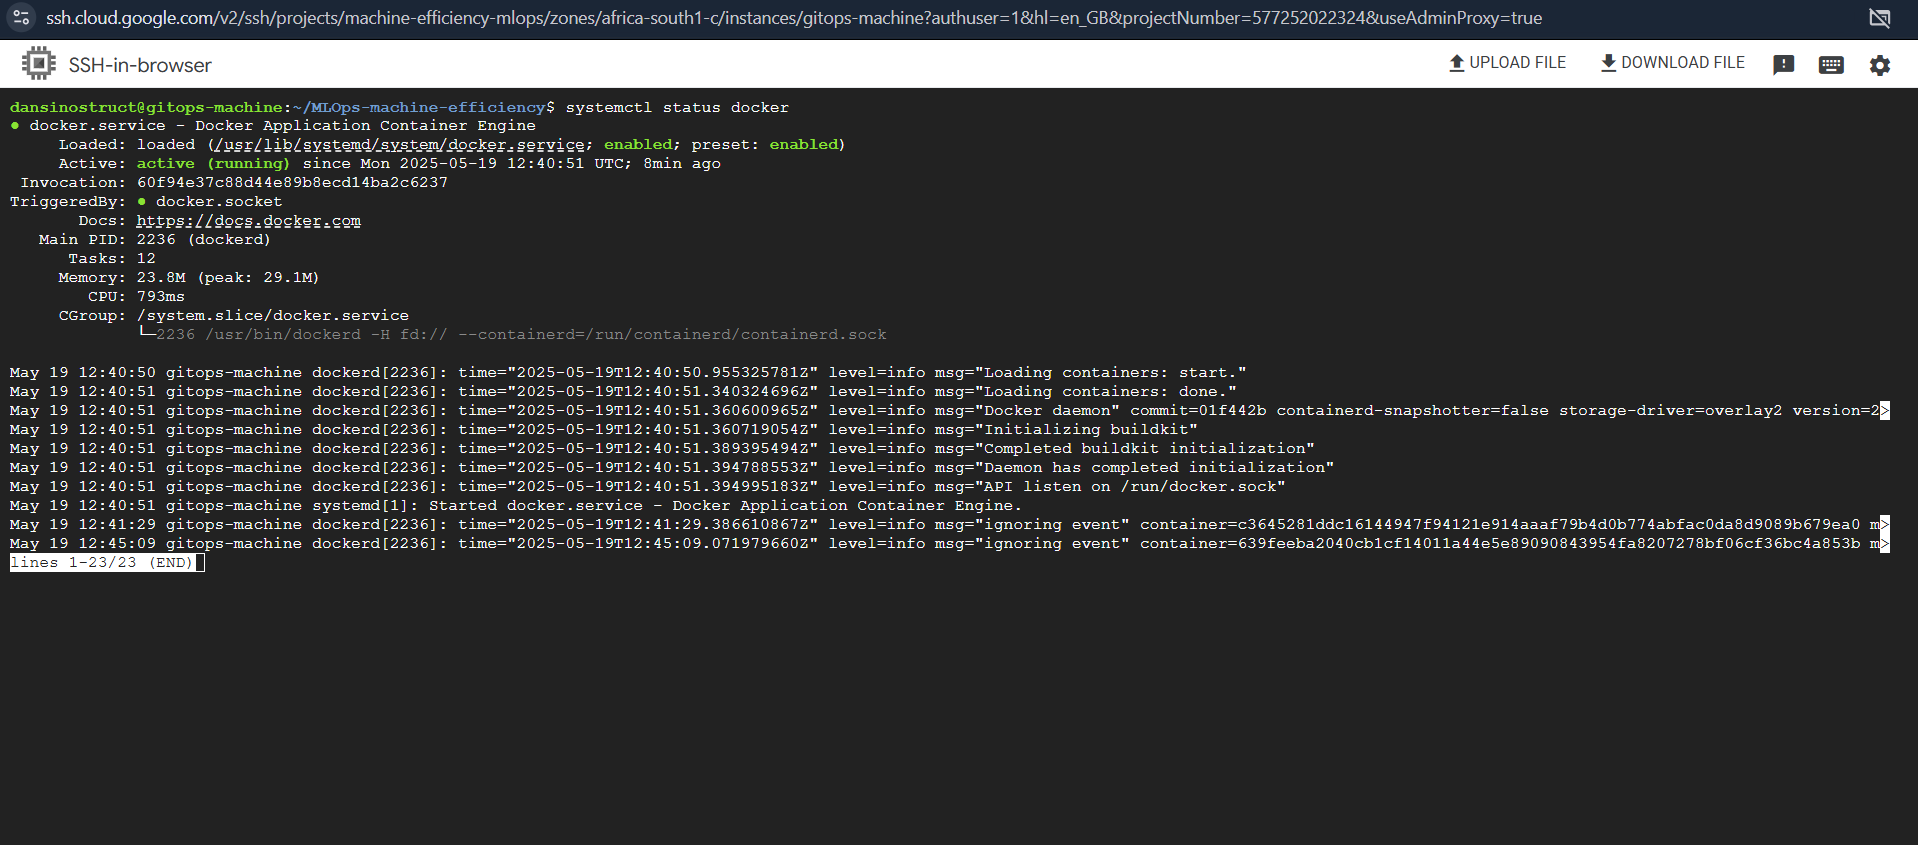 ssh.cloud.google.com/v2/ssh/projects/machine-efficiency-mlops/zones/africa-south1-c/instances/gitops-machine?authuser=1&hl=en_GB&projectNumber=577252022324&useAdminProxy=true
SSH-in-browser
UPLOAD FILE
DOWNLOAD FILE
dansinostruct@gitops-machine:~/MLOps-machine-efficiency$ systemctl status docker
● docker.service - Docker Application Container Engine
Loaded: loaded (/usr/lib/systemd/system/docker.service; enabled; preset: enabled)
Active: active (running) since Mon 2025-05-19 12:40:51 UTC; 8min ago
Invocation: 60f94e37c88d44e89b8ecd14ba2c6237
TriggeredBy: ● docker.socket
Docs: https://docs.docker.com
Main PID: 2236 (dockerd)
Tasks: 12
Memory: 23.8M (peak: 29.1M)
CPU: 793ms
CGroup: /system.slice/docker.service
└─2236 /usr/bin/dockerd -H fd:// --containerd=/run/containerd/containerd.sock
May 19 12:40:50 gitops-machine dockerd[2236]: time="2025-05-19T12:40:50.955325781Z" level=info msg="Loading containers: start."
May 19 12:40:51 gitops-machine dockerd[2236]: time="2025-05-19T12:40:51.340324696Z" level=info msg="Loading containers: done."
May 19 12:40:51 gitops-machine dockerd[2236]: time="2025-05-19T12:40:51.360600965Z" level=info msg="Docker daemon" commit=01f442b containerd-snapshotter=false storage-driver=overlay2 version=2>
May 19 12:40:51 gitops-machine dockerd[2236]: time="2025-05-19T12:40:51.360719054Z" level=info msg="Initializing buildkit"
May 19 12:40:51 gitops-machine dockerd[2236]: time="2025-05-19T12:40:51.389395494Z" level=info msg="Completed buildkit initialization"
May 19 12:40:51 gitops-machine dockerd[2236]: time="2025-05-19T12:40:51.394788553Z" level=info msg="Daemon has completed initialization"
May 19 12:40:51 gitops-machine dockerd[2236]: time="2025-05-19T12:40:51.394995183Z" level=info msg="API listen on /run/docker.sock"
May 19 12:40:51 gitops-machine systemd[1]: Started docker.service - Docker Application Container Engine.
May 19 12:41:29 gitops-machine dockerd[2236]: time="2025-05-19T12:41:29.386610867Z" level=info msg="ignoring event" container=c3645281ddc16144947f94121e914aaaf79b4d0b774abfac0da8d9089b679ea0 m>
May 19 12:45:09 gitops-machine dockerd[2236]: time="2025-05-19T12:45:09.071979660Z" level=info msg="ignoring event" container=639feeba2040cb1cf14011a44e5e89090843954fa8207278bf06cf36bc4a853b m>
lines 1-23/23 (END)